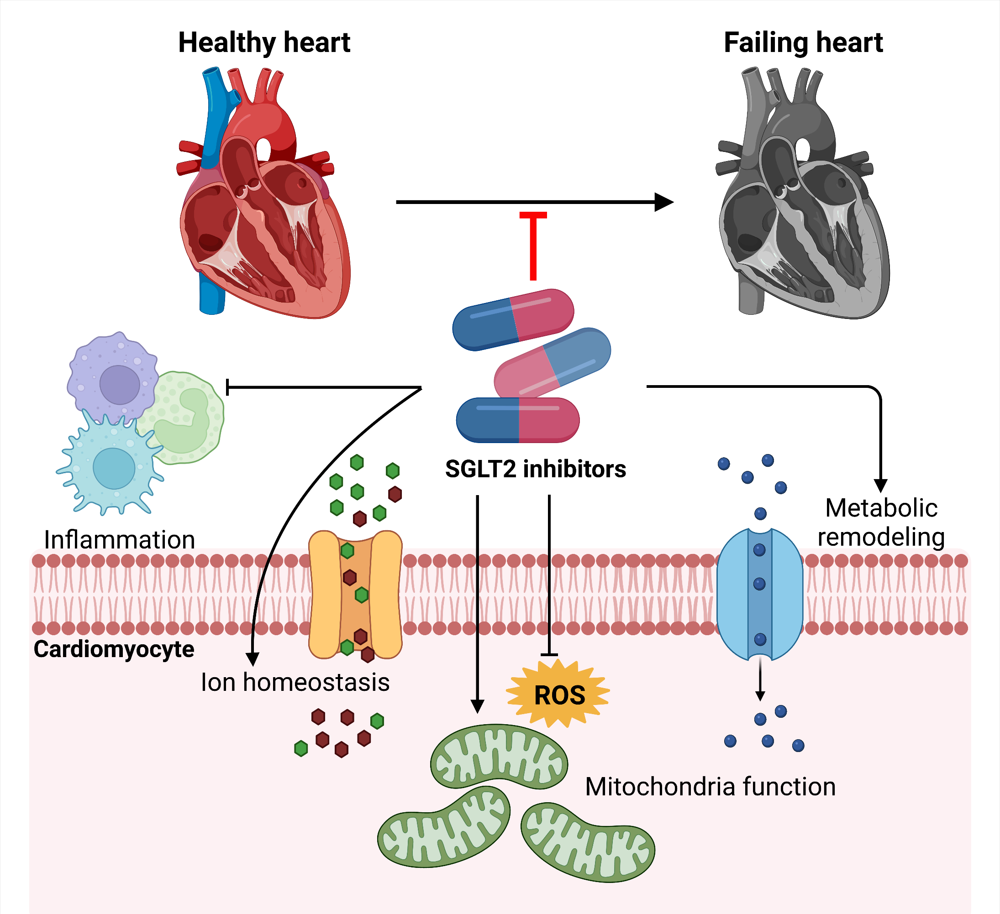 Healthy heart
Failing heart
SGLT2 inhibitors
Metabolic
remodeling
Inflammation
Cardiomyocyte
Ion homeostasis
ROS
Mitochondria function